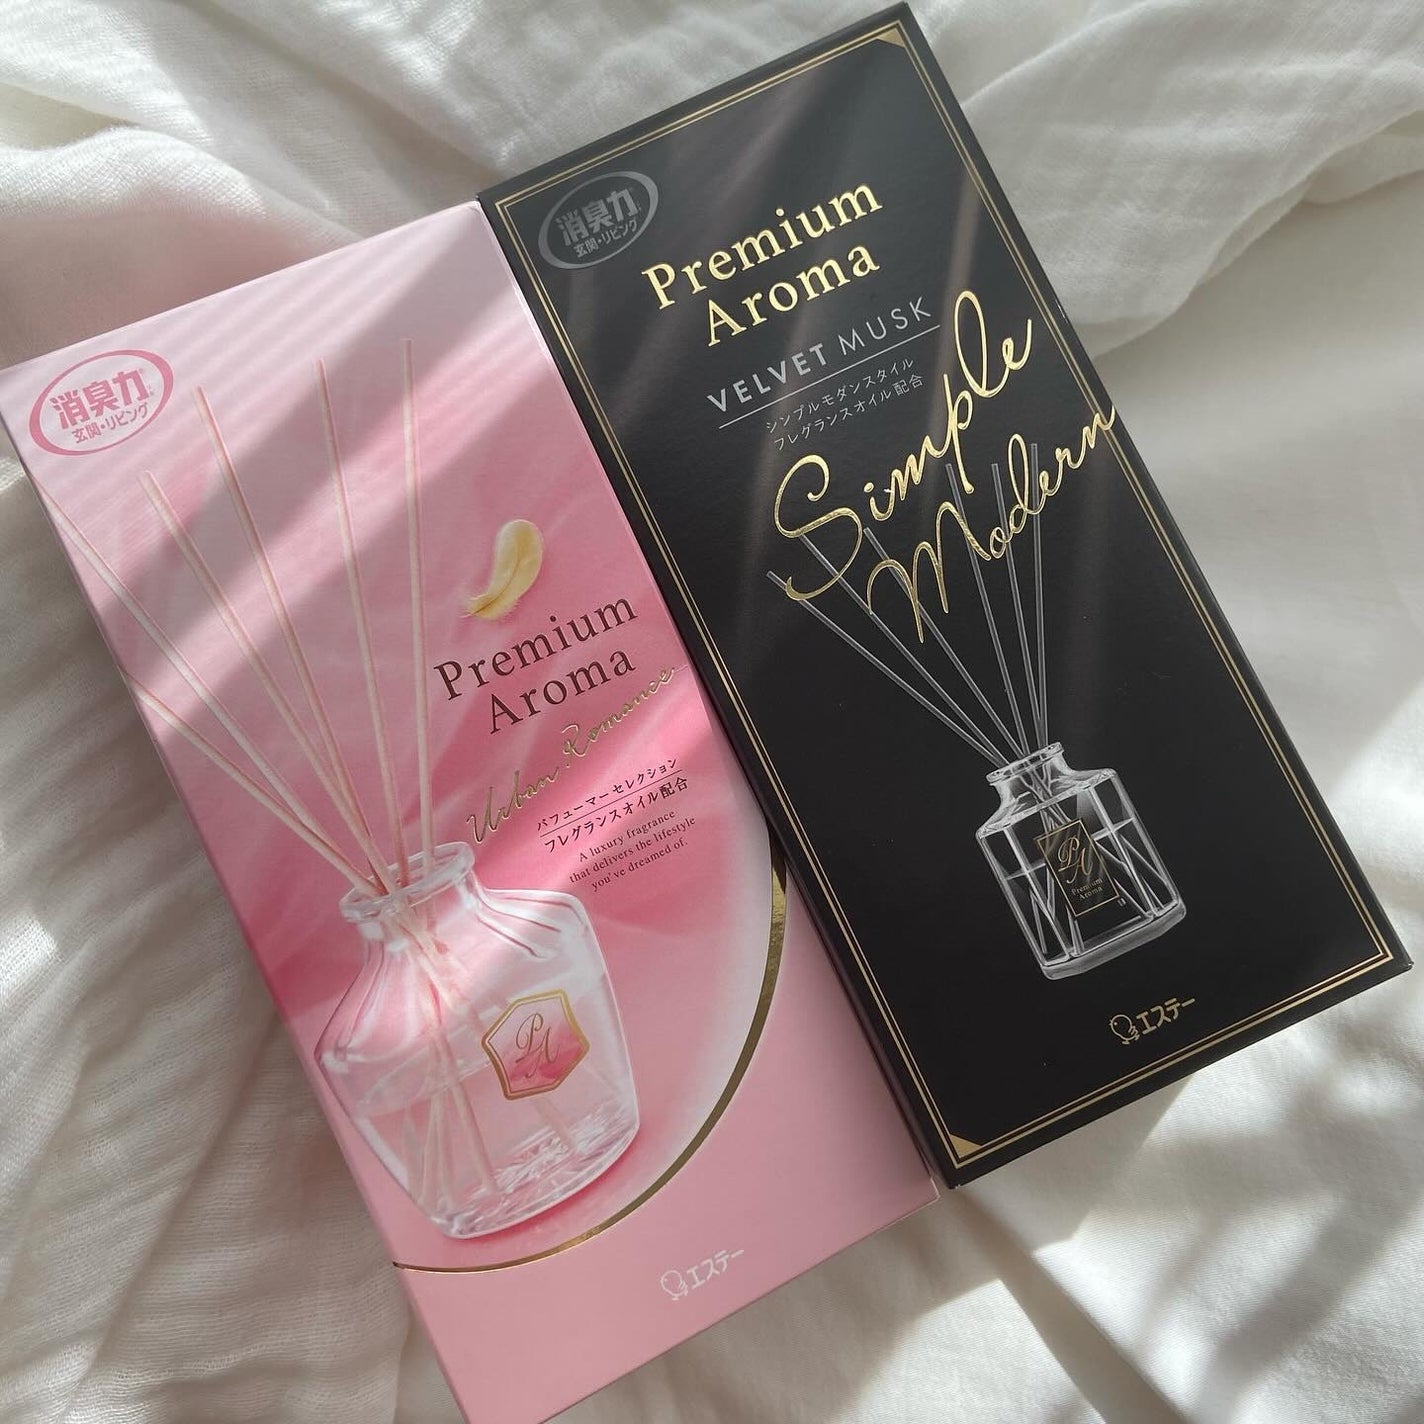 消臭力
玄関・リビング
Premium
Aroma
Urban Romance
パフューマーセレクション
フレグランスオイル配合
A luxury fragrance
that delivers the lifestyle
you've dreamed of.
PA
エステー
消臭力
玄関・リビング
Premium
Aroma
VELVET MUSK
シンプルモダンスタイル
フレグランスオイル配合
Simple
Modern
PA
Premium
Aroma
エステー